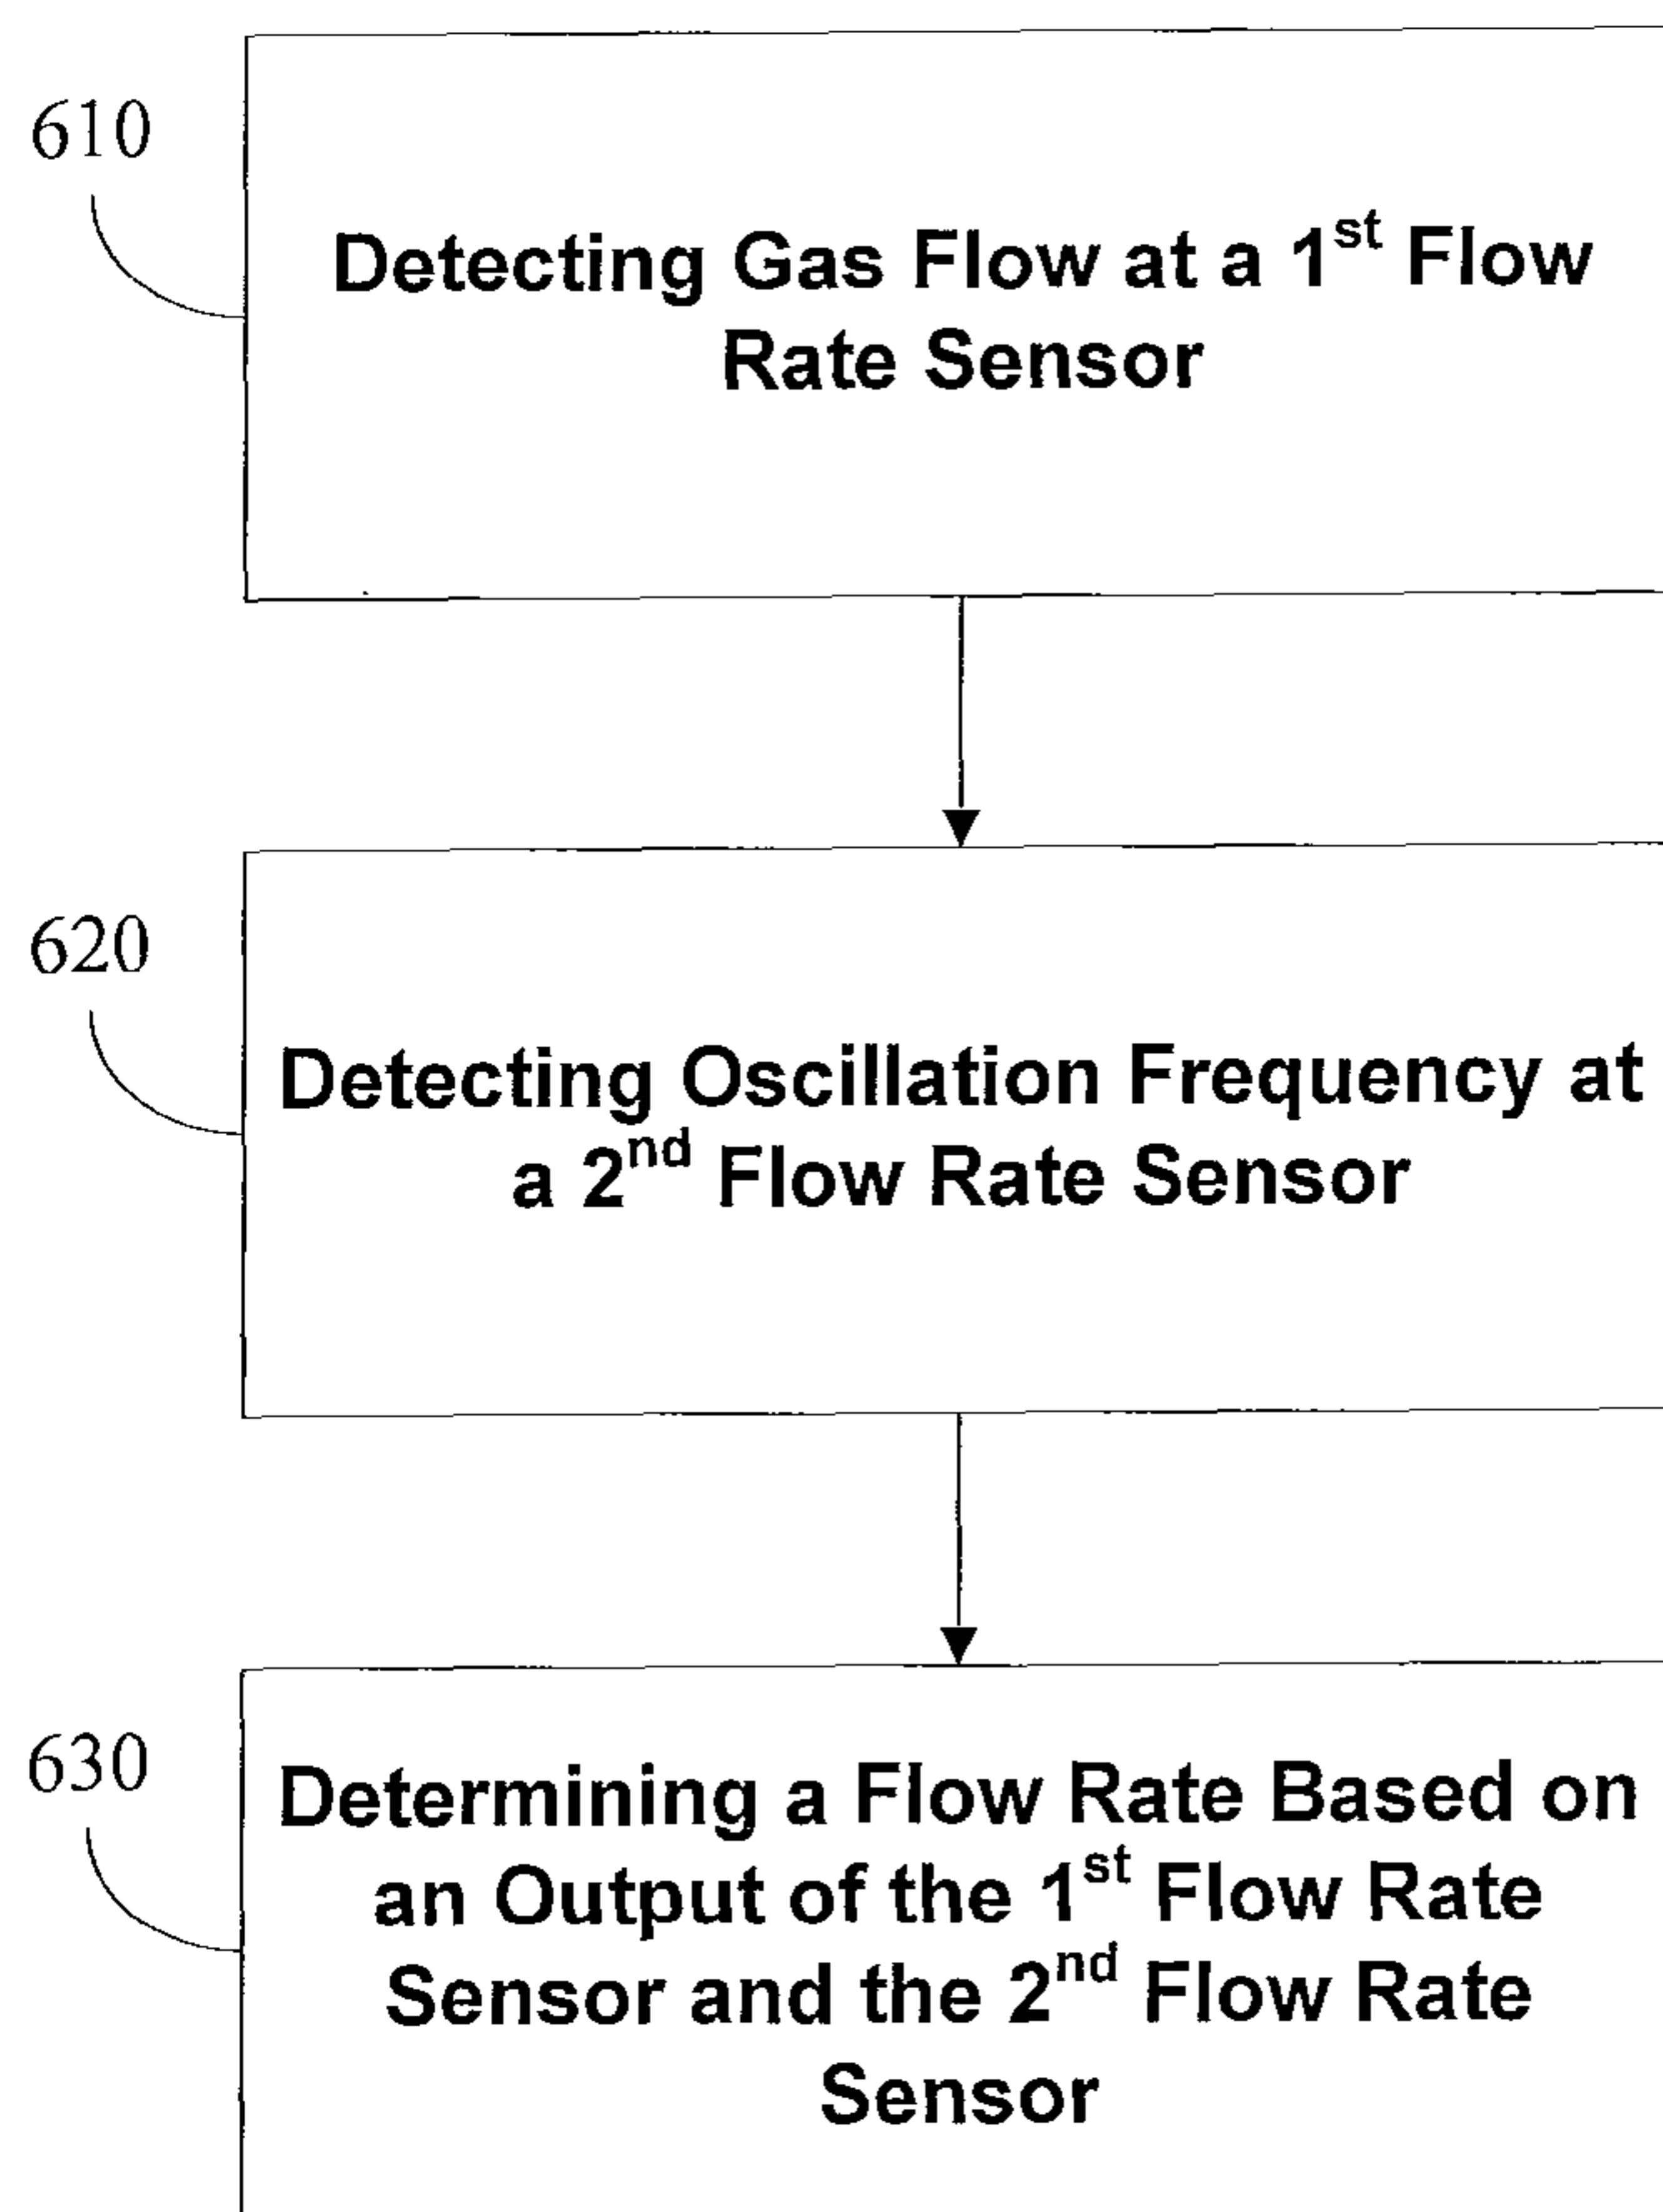 610
Detecting Gas Flow at a 1st Flow
Rate Sensor
620
Detecting Oscillation Frequency at
a 2nd Flow Rate Sensor
630
Determining a Flow Rate Based on
an Output of the 1st Flow Rate
Sensor and the 2nd Flow Rate
Sensor